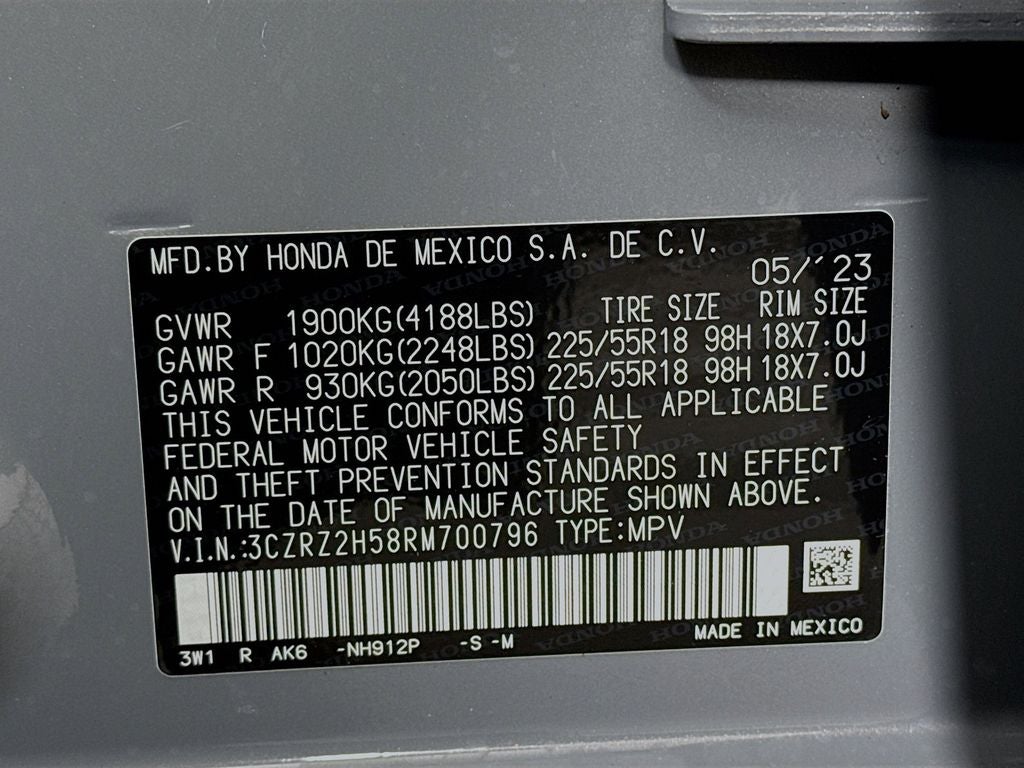 MFD.BY HONDA DE MEXICO S.A. DE C.V.
05/'23
GVWR 1900KG(4188LBS) TIRE SIZE RIM SIZE
GAWR F 1020KG(2248LBS) 225/55R18 98H 18X7.0J
GAWR R 930KG(2050LBS) 225/55R18 98H 18X7.0J
THIS VEHICLE CONFORMS TO ALL APPLICABLE
FEDERAL MOTOR VEHICLE SAFETY
AND THEFT PREVENTION STANDARDS IN EFFECT
ON THE DATE OF MANUFACTURE SHOWN ABOVE.
V.I.N.:3CZRZ2H58RM700796 TYPE:MPV
3W1 R AK6 -NH912P -S -M MADE IN MEXICO